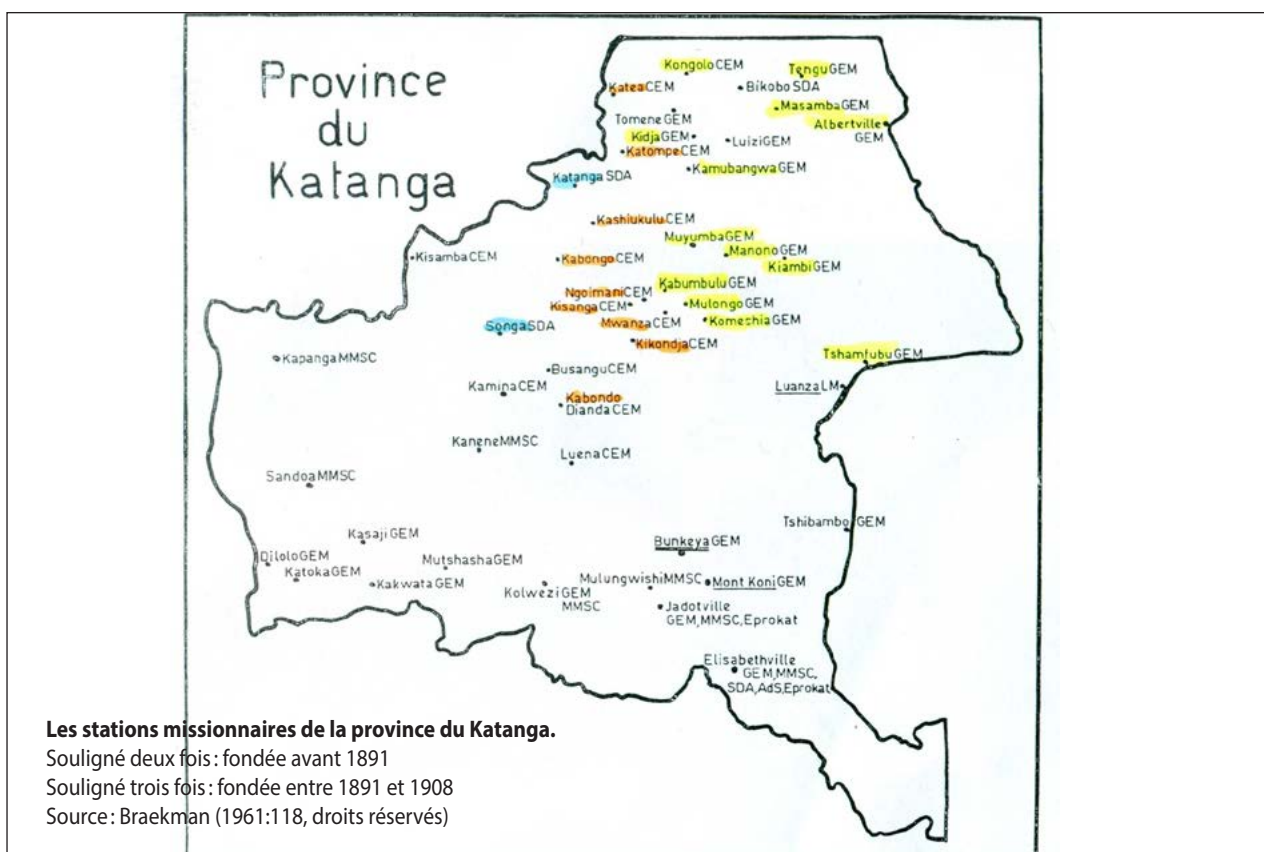 Province
du
Katanga
Kongolo CEM
Tengu GEM
Katea CEM
Bikobo SDA
Masamba GEM
Tomene GEM
Albertville
GEM
Kidja GEM
Luizi GEM
Katompe CEM
Kamubangwa GEM
Katanga SDA
Kashiukulu CEM
Muyumba GEM
Manono GEM
Kisamba CEM
Kabongo CEM
Kiambi GEM
Kabumbulu GEM
Ngoimani CEM
Kisanga CEM
Mulongo GEM
Songa SDA
Mwanza CEM
Komeshia GEM
Kikondja CEM
Kapanga MMSC
Tshamfubu GEM
Busangu CEM
Luanza LM
Kamina CEM
Kabondo
Dianda CEM
Kanene MMSC
Luena CEM
Sandoa MMSC
Tshibambo GEM
Kasaji GEM
Bunkeya GEM
Dilolo GEM
Mutshasha GEM
Katoka GEM
Kakwata GEM
Mulungwishi MMSC
Mont Koni GEM
Kolwezi GEM
MMSC
Jadotville
GEM, MMSC, Eprokat
Elisabethville
GEM, MMSC,
SDA, AdS, Eprokat
Les stations missionnaires de la province du Katanga.
Souligné deux fois : fondée avant 1891
Souligné trois fois : fondée entre 1891 et 1908
Source : Braekman (1961:118, droits réservés)